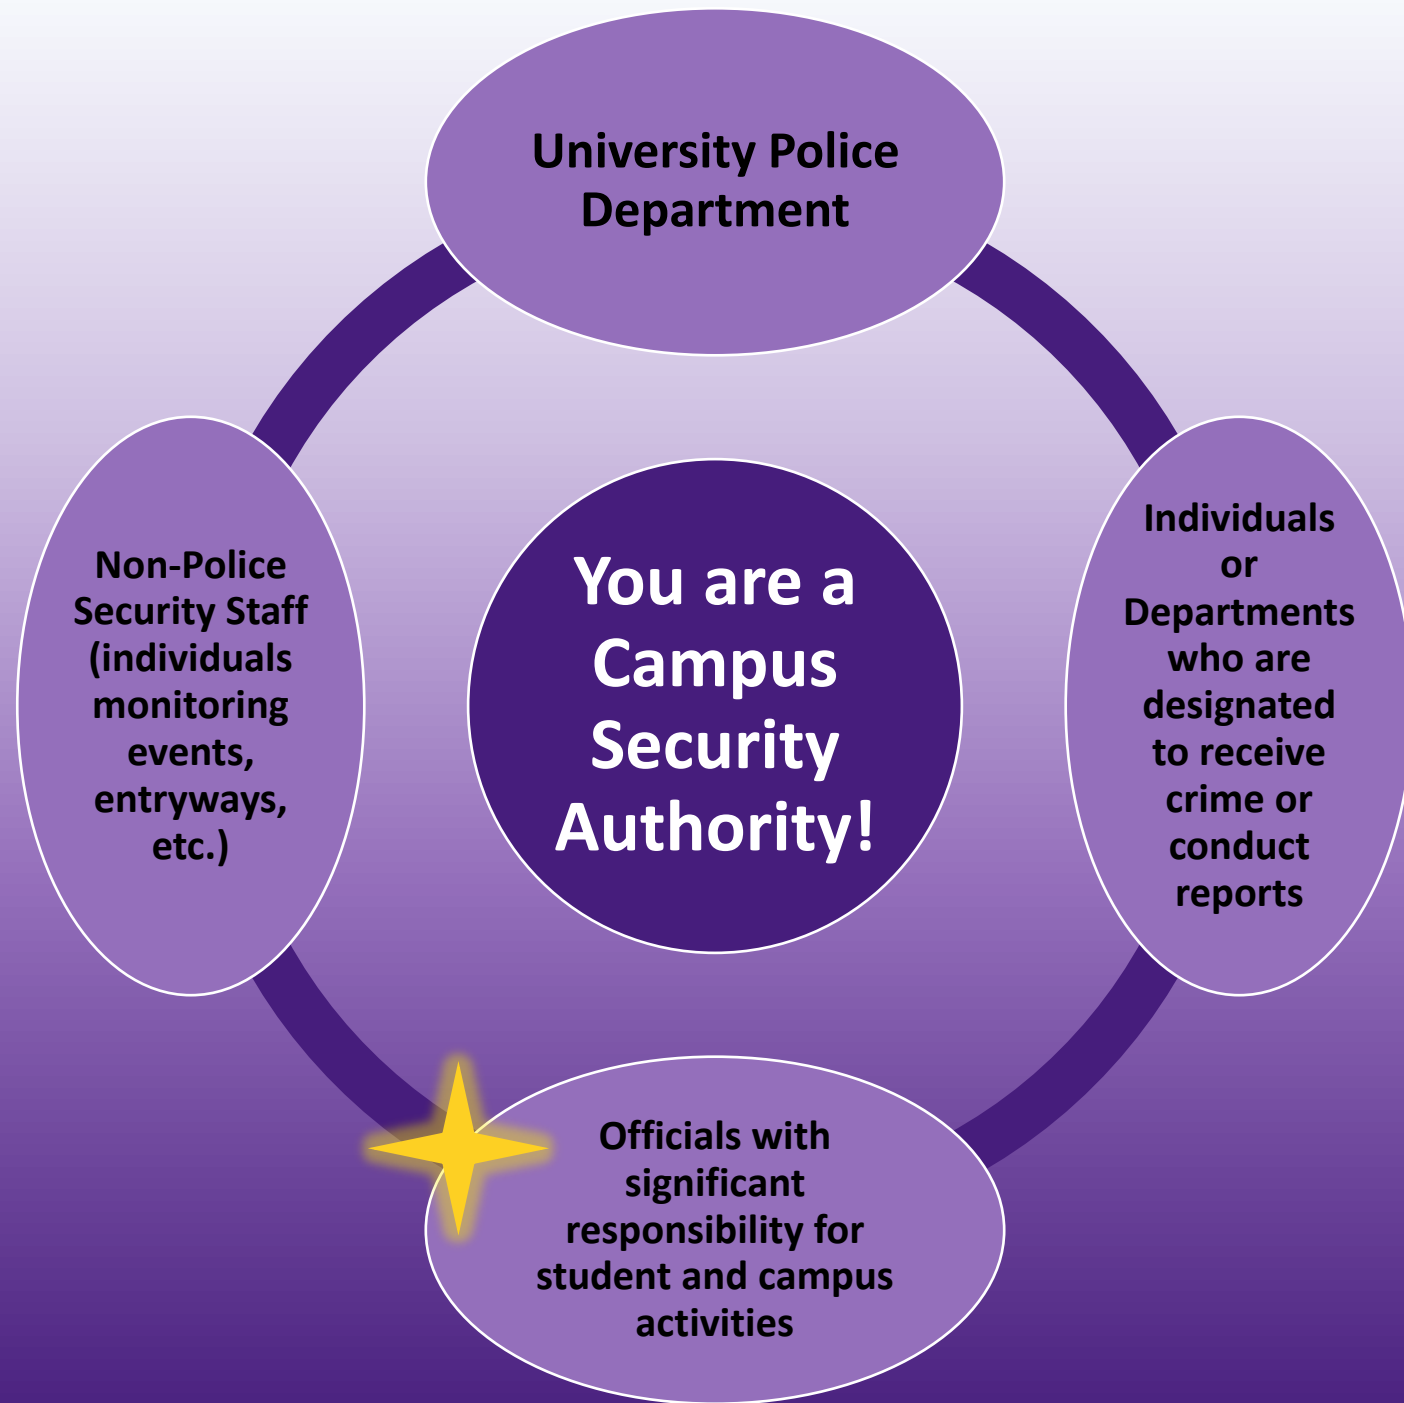 University Police
Department
Non-Police
Security Staff
(individuals
monitoring
events,
entryways,
etc.)
You are a
Campus
Security
Authority!
Individuals
or
Departments
who are
designated
to receive
crime or
conduct
reports
Officials with
significant
responsibility for
student and campus
activities